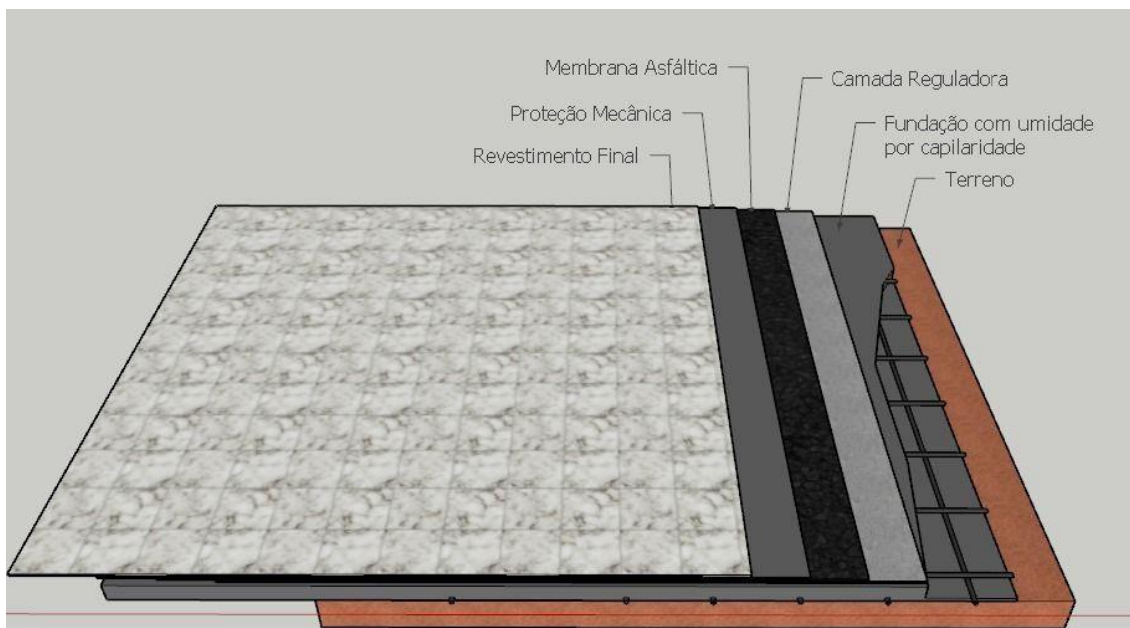 Membrana Asfáltica
Camada Reguladora
Proteção Mecânica
Fundação com umidade
por capilaridade
Revestimento Final
Terreno